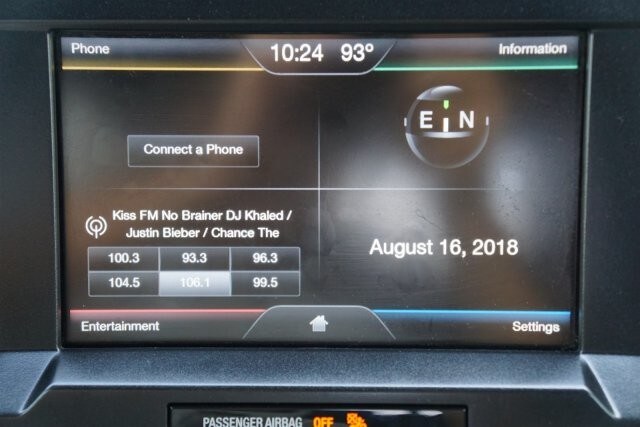 Phone 10:24 93° Information
E N
Connect a Phone
Kiss FM No Brainer DJ Khaled /
Justin Bieber / Chance The
100.3 93.3 96.3
104.5 106.1 99.5
August 16, 2018
Entertainment Settings
PASSENGER AIRBAG OFF